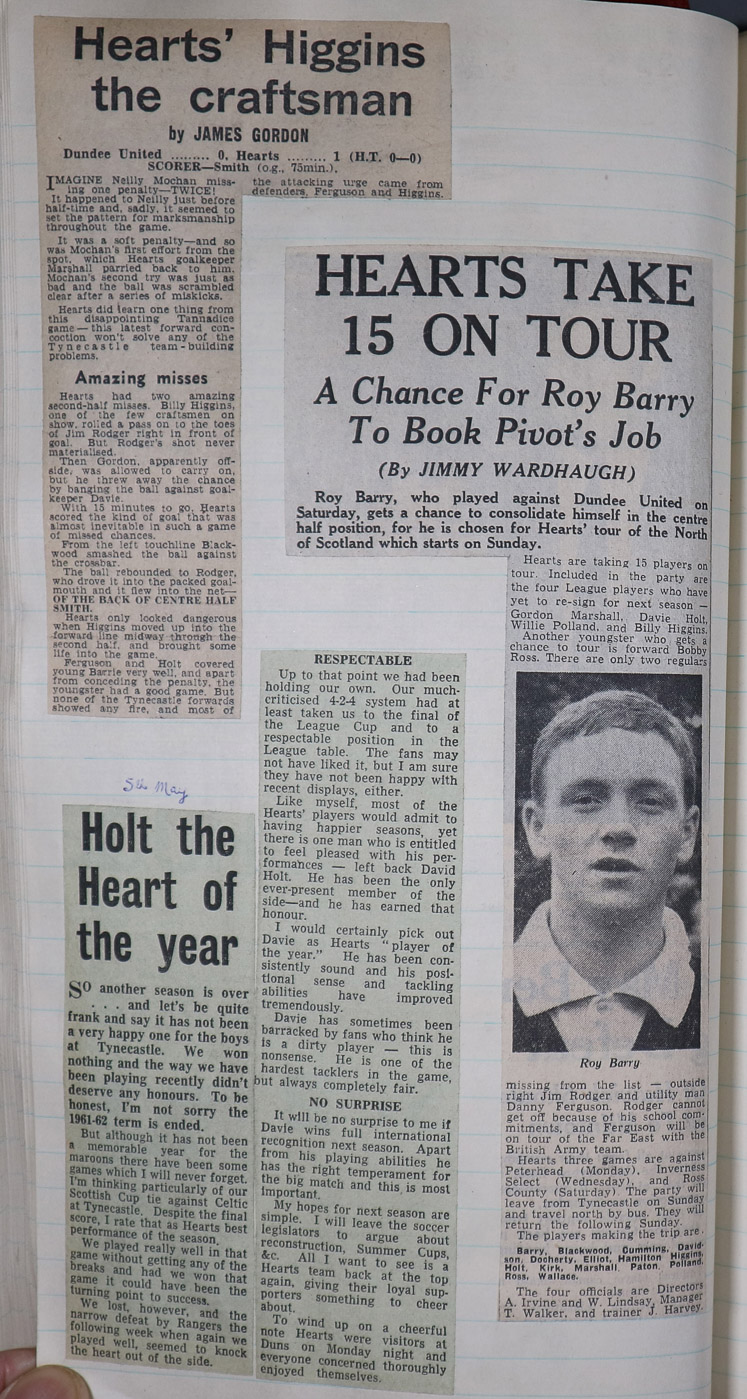 Hearts' Higgins
the craftsman
by JAMES GORDON
Dundee United ......... 0, Hearts ......... 1 (H.T. 0—0)
SCORER—Smith (o.g., 75min.).
IMAGINE Neilly Mochan miss-
ing one penalty—TWICE!
It happened to Neilly just before
half-time and, sadly, it seemed to
set the pattern for marksmanship
throughout the game.
It was a soft penalty—and so
was Mochan's first effort from the
spot, which Hearts goalkeeper
Marshall parried back to him.
Mochan's second try was just as
bad and the ball was scrambled
clear after a series of miskicks.
Hearts did learn one thing from
this disappointing Tannadice
game—this latest forward con-
coction won't solve any of the
Tynecastle team-building
problems.
Amazing misses
Hearts had two amazing
second-half misses. Billy Higgins,
one of the few craftsmen on
show, rolled a pass on to the toes
of Jim Rodger right in front of
goal. But Rodger's shot never
materialised.
Then Gordon, apparently off-
side, was allowed to carry on,
but he threw away the chance
by banging the ball against goal-
keeper Davie.
With 15 minutes to go, Hearts
scored the kind of goal that was
almost inevitable in such a game
of missed chances.
From the left touchline Black-
wood smashed the ball against
the crossbar.
The ball rebounded to Rodger,
who drove it into the packed goal-
mouth and it flew into the net—
OF THE BACK OF CENTRE HALF
SMITH.
Hearts only looked dangerous
when Higgins moved up into the
forward line midway through the
second half, and brought some
life into the game.
Ferguson and Holt covered
young Barrie very well, and apart
from conceding the penalty, the
youngster had a good game. But
none of the Tynecastle forwards
showed any fire, and most of
the attacking urge came from
defenders, Ferguson and Higgins.
HEARTS TAKE
15 ON TOUR
A Chance For Roy Barry
To Book Pivot's Job
(By JIMMY WARDHAUGH)
Roy Barry, who played against Dundee United on
Saturday, gets a chance to consolidate himself in the centre
half position, for he is chosen for Hearts' tour of the North
of Scotland which starts on Sunday.
Hearts are taking 15 players on
tour. Included in the party are
the four League players who have
yet to re-sign for next season —
Gordon Marshall, Davie Holt,
Willie Polland, and Billy Higgins.
Another youngster who gets a
chance to tour is forward Bobby
Ross. There are only two regulars
Roy Barry
missing from the list — outside
right Jim Rodger and utility man
Danny Ferguson. Rodger cannot
get off because of his school com-
mitments, and Ferguson will be
on tour of the Far East with the
British Army team.
Hearts three games are against
Peterhead (Monday), Inverness
Select (Wednesday), and Ross
County (Saturday). The party will
leave from Tynecastle on Sunday
and travel north by bus. They will
return the following Sunday.
The players making the trip are.
Barry, Blackwood, Cumming, David-
son, Docherty, Elliot, Hamilton Higgins,
Holt, Kirk, Marshall, Paton, Polland,
Ross, Wallace.
The four officials are Directors
A. Irvine and W. Lindsay, Manager
T. Walker, and trainer J. Harvey.
5th May
Holt the
Heart of
the year
SO another season is over
. . . and let's be quite
frank and say it has not been
a very happy one for the boys
at Tynecastle. We won
nothing and the way we have
been playing recently didn't
deserve any honours. To be
honest, I'm not sorry the
1961-62 term is ended.
But although it has not been
a memorable year for the
maroons there have been some
games which I will never forget.
I'm thinking particularly of our
Scottish Cup tie against Celtic
at Tynecastle. Despite the final
score, I rate that as Hearts best
performance of the season.
We played really well in that
game without getting any of the
breaks and had we won that
game it could have been the
turning point to success.
We lost, however, and the
narrow defeat by Rangers the
following week when again we
played well, seemed to knock
the heart out of the side.
RESPECTABLE
Up to that point we had been
holding our own. Our much-
criticised 4-2-4 system had at
least taken us to the final of
the League Cup and to a
respectable position in the
League table. The fans may
not have liked it, but I am sure
they have not been happy with
recent displays, either.
Like myself, most of the
Hearts' players would admit to
having happier seasons, yet
there is one man who is entitled
to feel pleased with his per-
formances — left back David
Holt. He has been the only
ever-present member of the
side—and he has earned that
honour.
I would certainly pick out
Davie as Hearts "player of
the year." He has been con-
sistently sound and his posi-
tional sense and tackling
abilities have improved
tremendously.
Davie has sometimes been
barracked by fans who think he
is a dirty player — this is
nonsense. He is one of the
hardest tacklers in the game,
but always completely fair.
NO SURPRISE
It will be no surprise to me if
Davie wins full international
recognition next season. Apart
from his playing abilities he
has the right temperament for
the big match and this is most
important.
My hopes for next season are
simple. I will leave the soccer
legislators to argue about
reconstruction, Summer Cups,
&c. All I want to see is a
Hearts team back at the top
again, giving their loyal sup-
porters something to cheer
about.
To wind up on a cheerful
note Hearts were visitors at
Duns on Monday night and
everyone concerned thoroughly
enjoyed themselves.